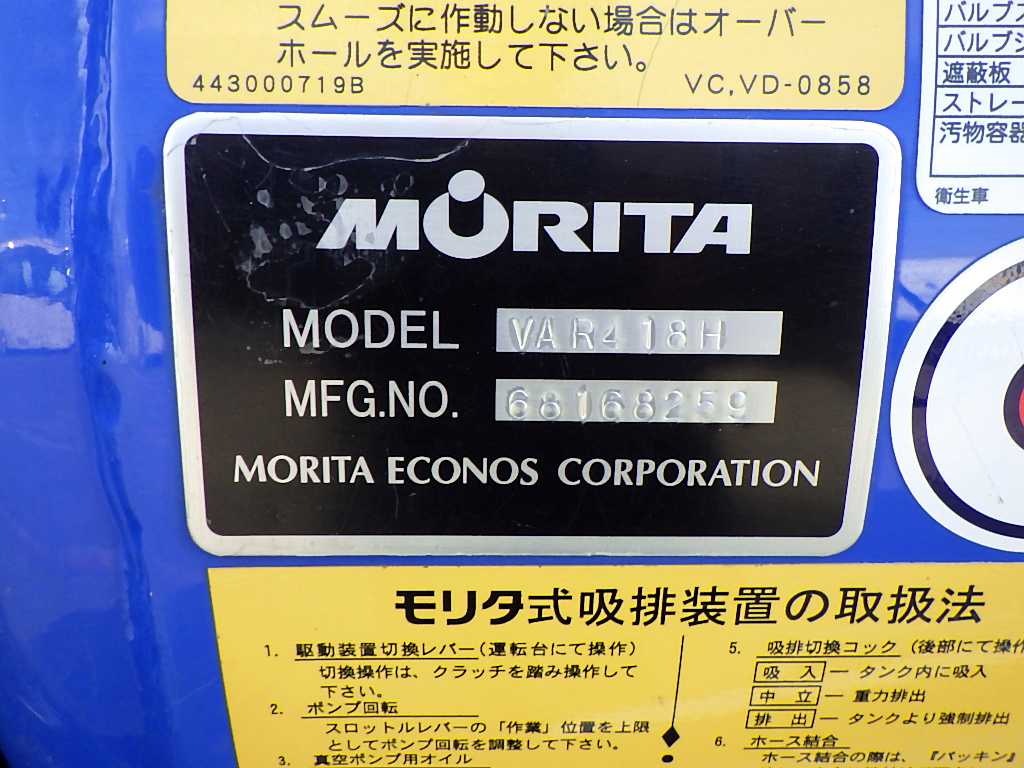 スムーズに作動しない場合はオーバー
ホールを実施して下さい。
443000719B VC,VD-0858
バルブ
バルブ
遮蔽板
ストレー
汚物容器
衛生車
MORITA
MODEL VAR418H
MFG.NO. 68168259
MORITA ECONOS CORPORATION
モリタ式吸排装置の取扱法
1. 駆動装置切換レバー(運転台にて操作)
切換操作は、クラッチを踏み操作して
下さい。
2. ポンプ回転
スロットルレバーの「作業」位置を上限
としてポンプ回転を調整して下さい。
3. 真空ポンプ用オイル
5. 吸排切換コック (後部にて操作
吸 入 ─ タンク内に吸入
中 立 ─ 重力排出
排 出 ─ タンクより強制排出
6. ホース結合
ホース結合の際は、『パッキン』